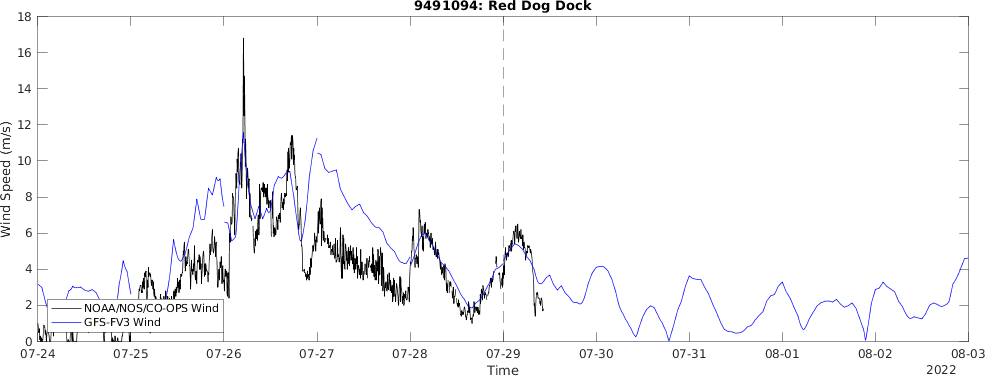 9491094: Red Dog Dock
Wind Speed (m/s)
18
16
14
12
10
8
6
4
2
0
NOAA/NOS/CO-OPS Wind
GFS-FV3 Wind
07-24 07-25 07-26 07-27 07-28 07-29 07-30 07-31 08-01 08-02 08-03
Time
2022